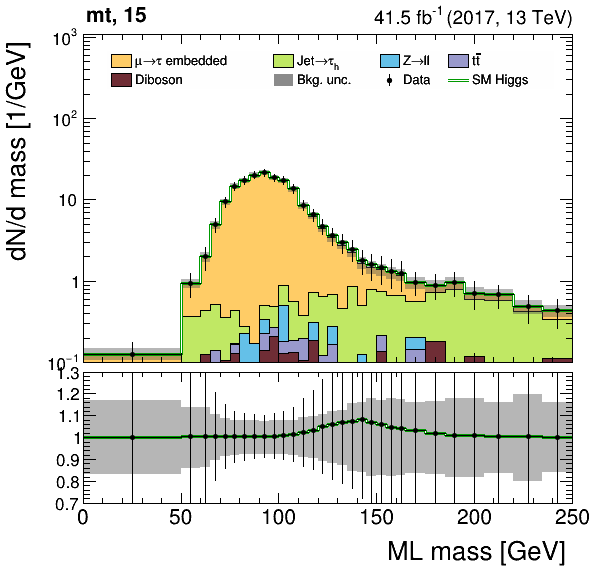 mt, 15
41.5 fb⁻¹ (2017, 13 TeV)
dN/d mass [1/GeV]
10³
10²
10
1
10⁻¹
μ→τ embedded
Jet→τₕ
Z→ll
tt̄
Diboson
Bkg. unc.
Data
SM Higgs
1.3
1.2
1.1
1
0.9
0.8
0.7
0 50 100 150 200 250
ML mass [GeV]